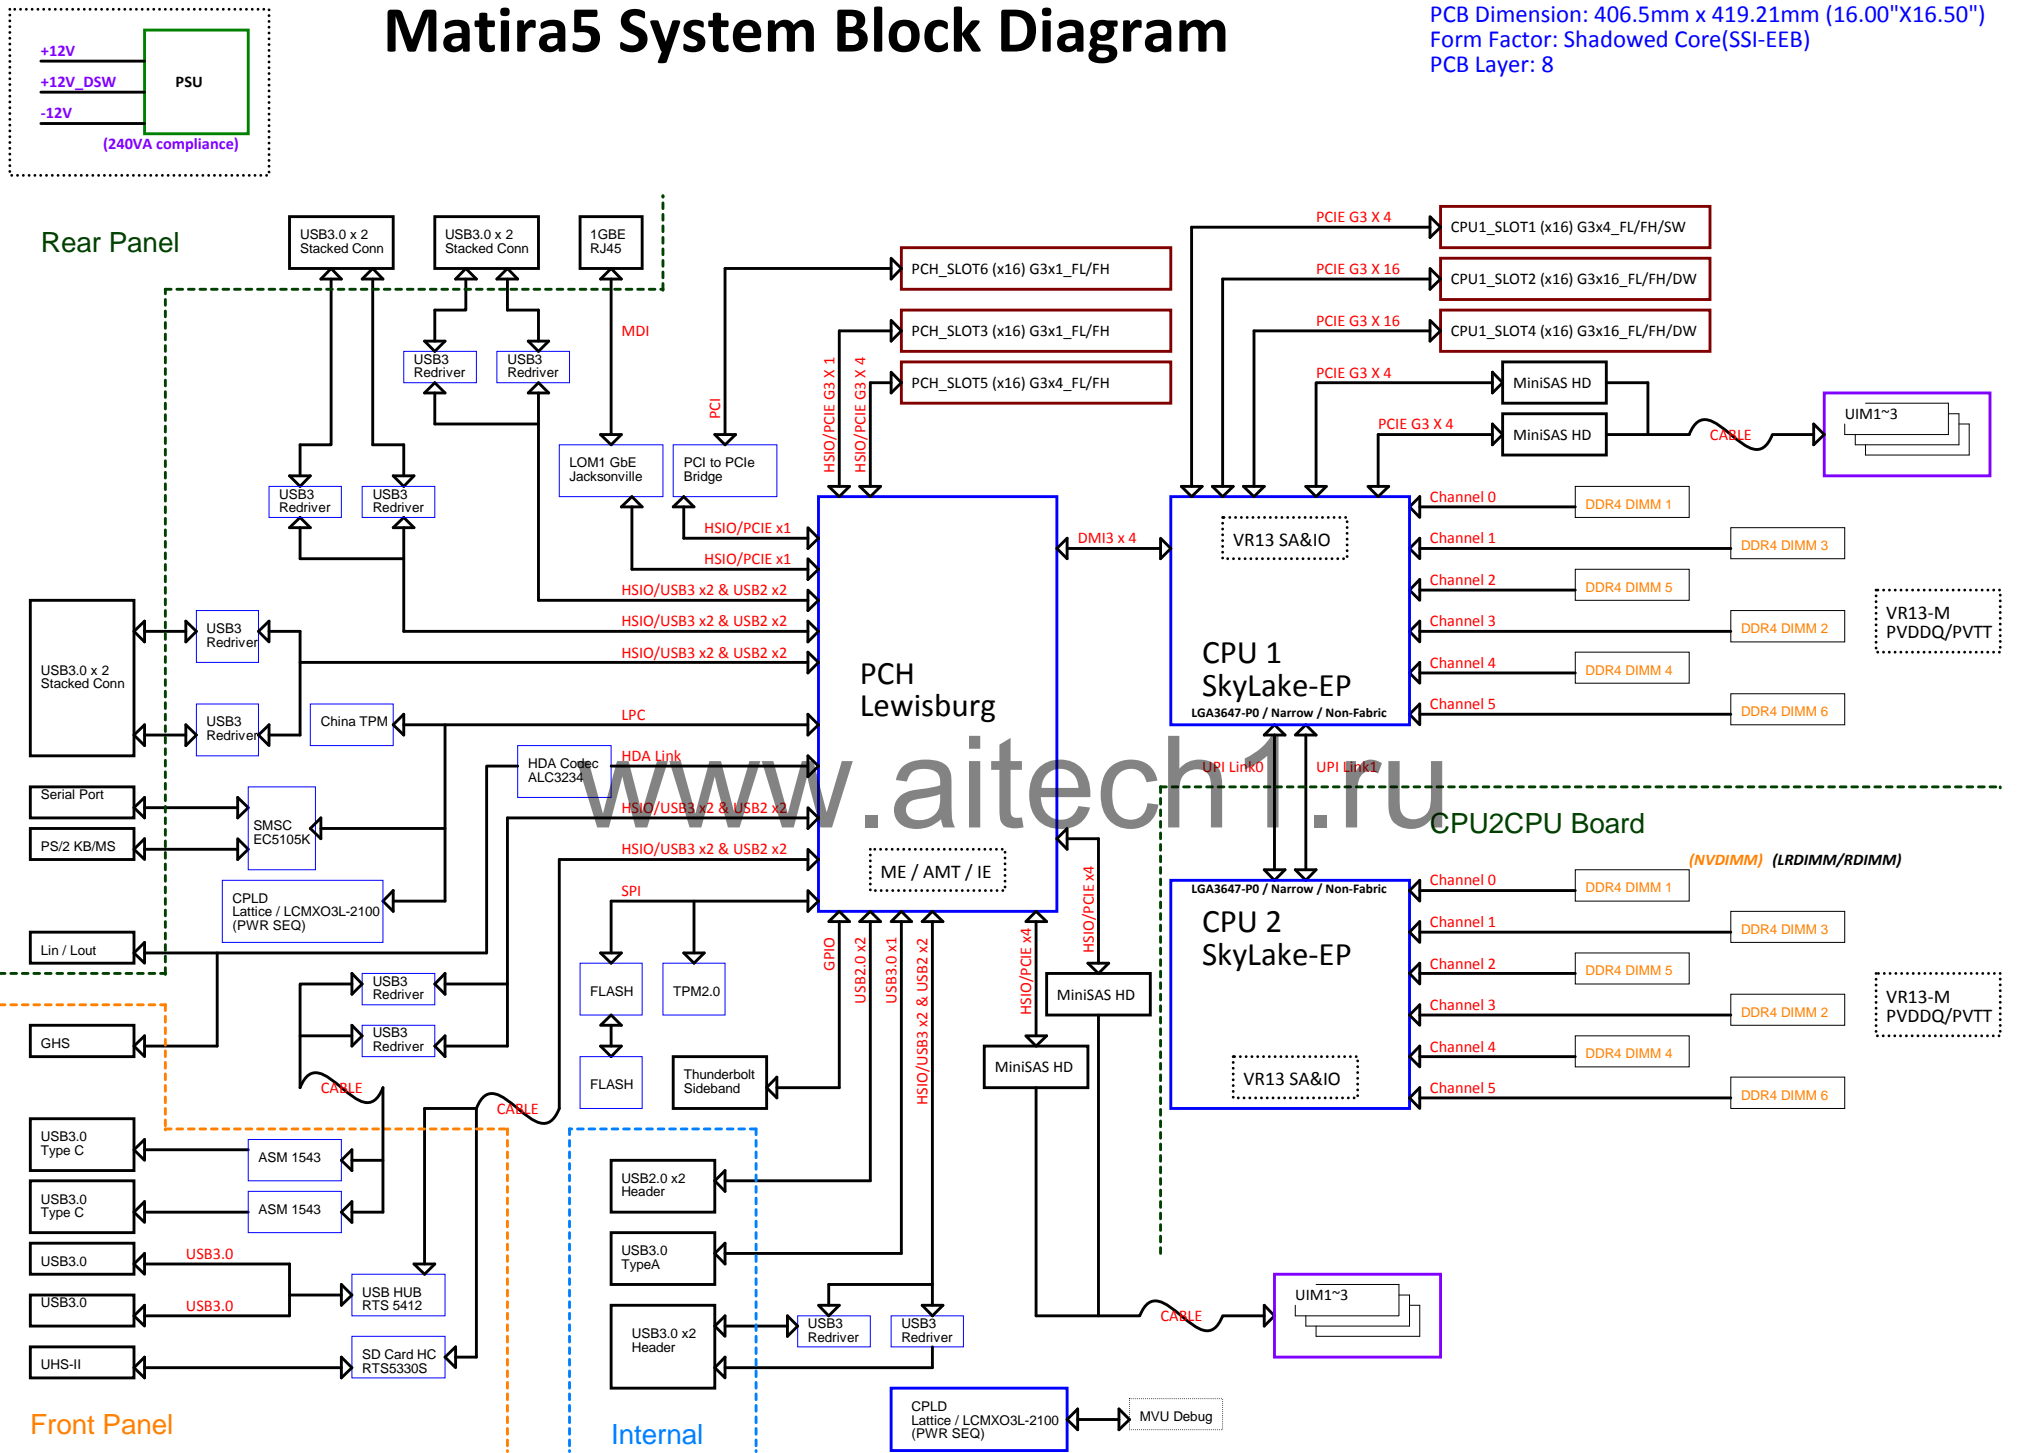 Matira5 System Block Diagram
PCB Dimension: 406.5mm x 419.21mm (16.00"X16.50")
Form Factor: Shadowed Core(SSI-EEB)
PCB Layer: 8
+12V
+12V_DSW
-12V
PSU
(240VA compliance)
Rear Panel
USB3.0 x 2
Stacked Conn
USB3.0 x 2
Stacked Conn
1GBE
RJ45
MDI
USB3
Redriver
USB3
Redriver
USB3
Redriver
USB3
Redriver
LOM1 GbE
Jacksonville
PCI to PCIe
Bridge
PCI
PCH_SLOT6 (x16) G3x1_FL/FH
PCH_SLOT3 (x16) G3x1_FL/FH
PCH_SLOT5 (x16) G3x4_FL/FH
HSIO/PCIE G3 X 1
HSIO/PCIE G3 X 4
PCIE G3 X 4
CPU1_SLOT1 (x16) G3x4_FL/FH/SW
PCIE G3 X 16
CPU1_SLOT2 (x16) G3x16_FL/FH/DW
PCIE G3 X 16
CPU1_SLOT4 (x16) G3x16_FL/FH/DW
PCIE G3 X 4
MiniSAS HD
PCIE G3 X 4
MiniSAS HD
CABLE
UIM1~3
HSIO/PCIE x1
HSIO/PCIE x1
HSIO/USB3 x2 & USB2 x2
HSIO/USB3 x2 & USB2 x2
HSIO/USB3 x2 & USB2 x2
USB3.0 x 2
Stacked Conn
USB3
Redriver
USB3
Redriver
China TPM
LPC
HDA Codec
ALC3234
HDA Link
HSIO/USB3 x2 & USB2 x2
HSIO/USB3 x2 & USB2 x2
SPI
PCH
Lewisburg
ME / AMT / IE
DMI3 x 4
VR13 SA&IO
CPU 1
SkyLake-EP
LGA3647-P0 / Narrow / Non-Fabric
Channel 0
DDR4 DIMM 1
Channel 1
DDR4 DIMM 3
Channel 2
DDR4 DIMM 5
Channel 3
DDR4 DIMM 2
Channel 4
DDR4 DIMM 4
Channel 5
DDR4 DIMM 6
VR13-M
PVDDQ/PVTT
UPI Link0
UPI Link1
www.aitech1.ru
CPU2CPU Board
(NVDIMM) (LRDIMM/RDIMM)
LGA3647-P0 / Narrow / Non-Fabric
CPU 2
SkyLake-EP
VR13 SA&IO
Channel 0
DDR4 DIMM 1
Channel 1
DDR4 DIMM 3
Channel 2
DDR4 DIMM 5
Channel 3
DDR4 DIMM 2
Channel 4
DDR4 DIMM 4
Channel 5
DDR4 DIMM 6
VR13-M
PVDDQ/PVTT
Serial Port
PS/2 KB/MS
SMSC
EC5105K
CPLD
Lattice / LCMXO3L-2100
(PWR SEQ)
Lin / Lout
GHS
USB3
Redriver
USB3
Redriver
CABLE
CABLE
FLASH
FLASH
TPM2.0
Thunderbolt
Sideband
GPIO
USB2.0 x2
USB3.0 x1
HSIO/USB3 x2 & USB2 x2
HSIO/PCIE x4
HSIO/PCIE x4
MiniSAS HD
MiniSAS HD
USB3.0
Type C
ASM 1543
USB3.0
Type C
ASM 1543
USB3.0
USB3.0
USB3.0
USB3.0
USB HUB
RTS 5412
UHS-II
SD Card HC
RTS5330S
Front Panel
USB2.0 x2
Header
USB3.0
TypeA
USB3.0 x2
Header
USB3
Redriver
USB3
Redriver
Internal
CABLE
UIM1~3
CPLD
Lattice / LCMXO3L-2100
(PWR SEQ)
MVU Debug